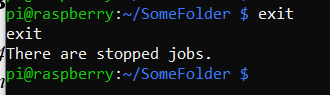 pi@raspberry:~/SomeFolder $ exit
exit
There are stopped jobs.
pi@raspberry:~/SomeFolder $